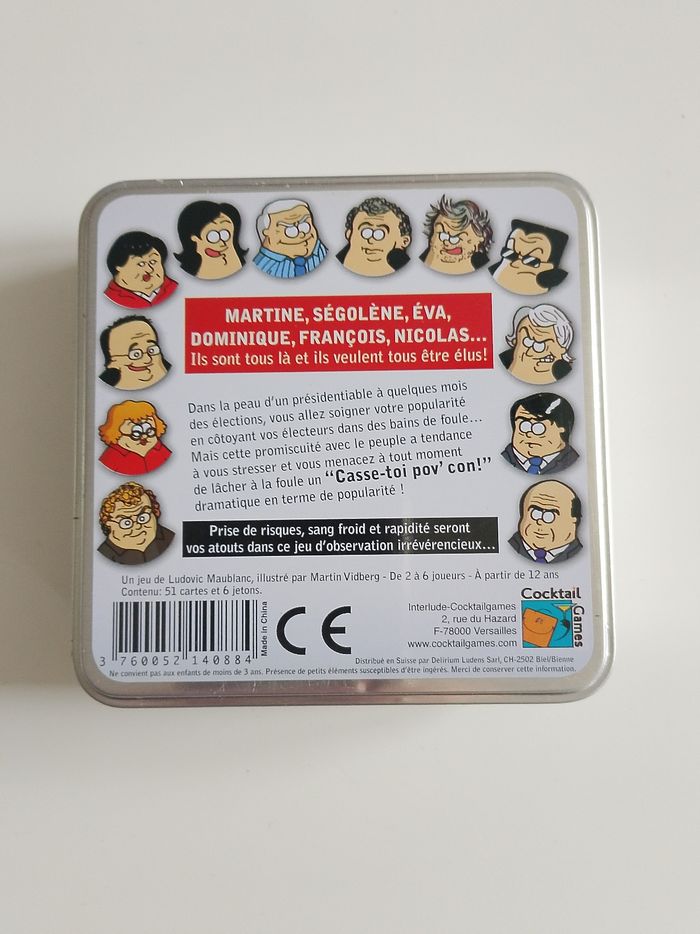 MARTINE, SÉGOLÈNE, ÉVA,
DOMINIQUE, FRANÇOIS, NICOLAS...
Ils sont tous là et ils veulent tous être élus!
Dans la peau d'un présidentiable à quelques mois
des élections, vous allez soigner votre popularité
en côtoyant vos électeurs dans des bains de foule...
Mais cette promiscuité avec le peuple a tendance
à vous stresser et vous menacez à tout moment
de lâcher à la foule un "Casse-toi pov' con!"
dramatique en terme de popularité !
Prise de risques, sang froid et rapidité seront
vos atouts dans ce jeu d'observation irrévérencieux...
Un jeu de Ludovic Maublanc, illustré par Martin Vidberg - De 2 à 6 joueurs - À partir de 12 ans
Contenu: 51 cartes et 6 jetons.
Made in China
CE
Interlude-Cocktailgames
2, rue du Hazard
F-78000 Versailles
www.cocktailgames.com
Cocktail
Games
3 760052 140884
Distribué en Suisse par Delirium Ludens Sarl, CH-2502 Biel/Bienne
Ne convient pas aux enfants de moins de 3 ans. Présence de petits éléments susceptibles d'être ingérés. Merci de conserver cette information.